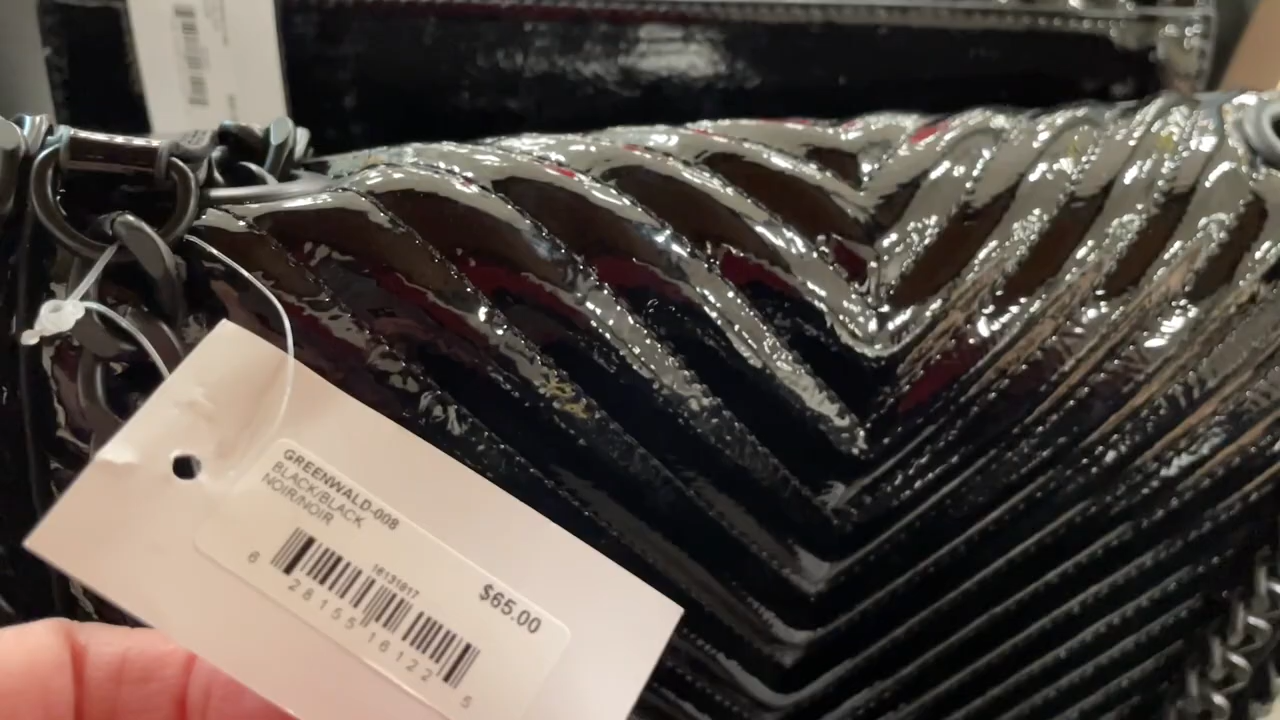 GREENWALD-008
BLACK/BLACK
NOIR/NOIR
16131617
$65.00
6 28155 16122 5